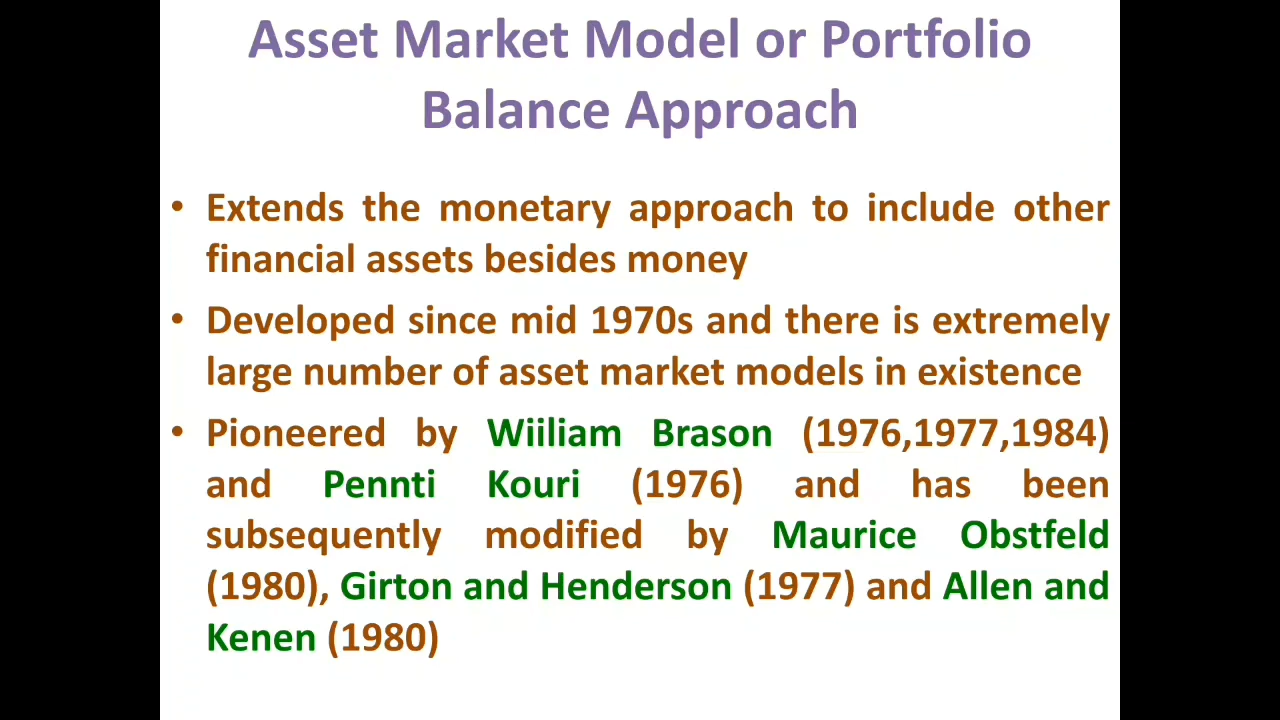 Asset Market Model or Portfolio
Balance Approach
• Extends the monetary approach to include other
financial assets besides money
• Developed since mid 1970s and there is extremely
large number of asset market models in existence
• Pioneered by Wiiliam Brason (1976,1977,1984)
and Pennti Kouri (1976) and has been
subsequently modified by Maurice Obstfeld
(1980), Girton and Henderson (1977) and Allen and
Kenen (1980)